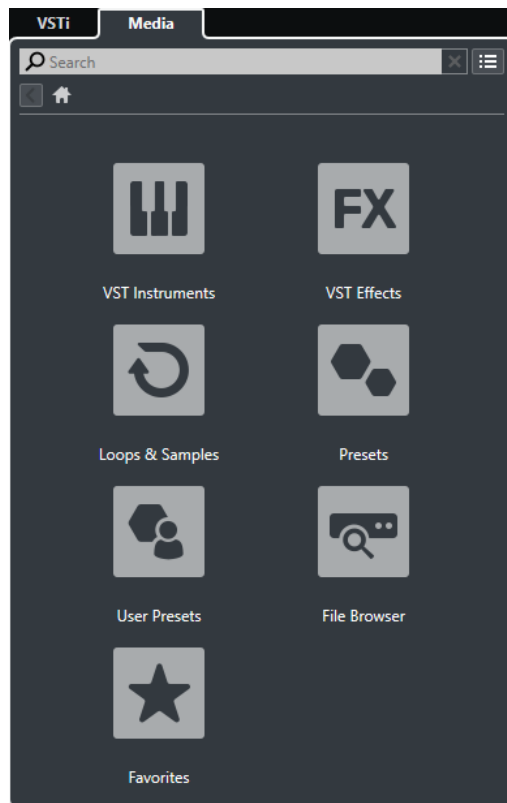 VSTi Media
Search
FX
VST Instruments VST Effects
Loops & Samples Presets
User Presets File Browser
Favorites